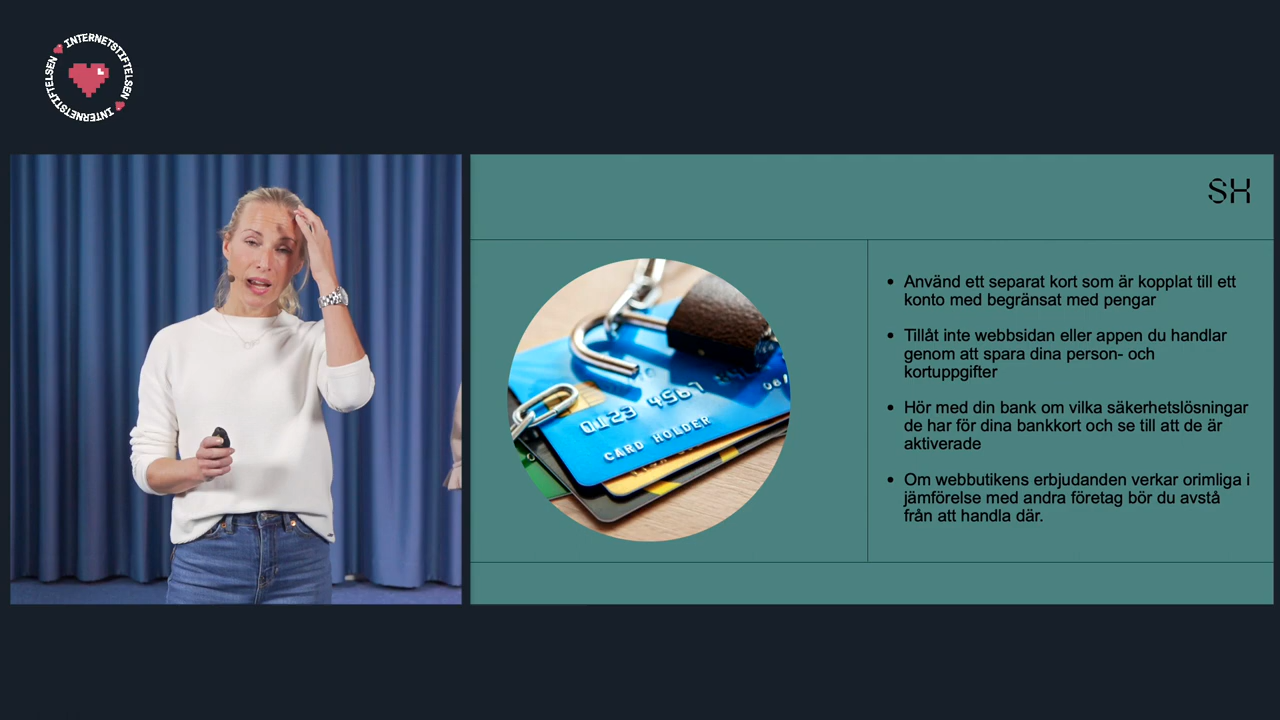 INTERNETSTIFTELSEN INTERNETSTIFTELSEN
SH
0123 4567
CARD HOLDER
• Använd ett separat kort som är kopplat till ett
konto med begränsat med pengar
• Tillåt inte webbsidan eller appen du handlar
genom att spara dina person- och
kortuppgifter
• Hör med din bank om vilka säkerhetslösningar
de har för dina bankkort och se till att de är
aktiverade
• Om webbutikens erbjudanden verkar orimliga i
jämförelse med andra företag bör du avstå
från att handla där.